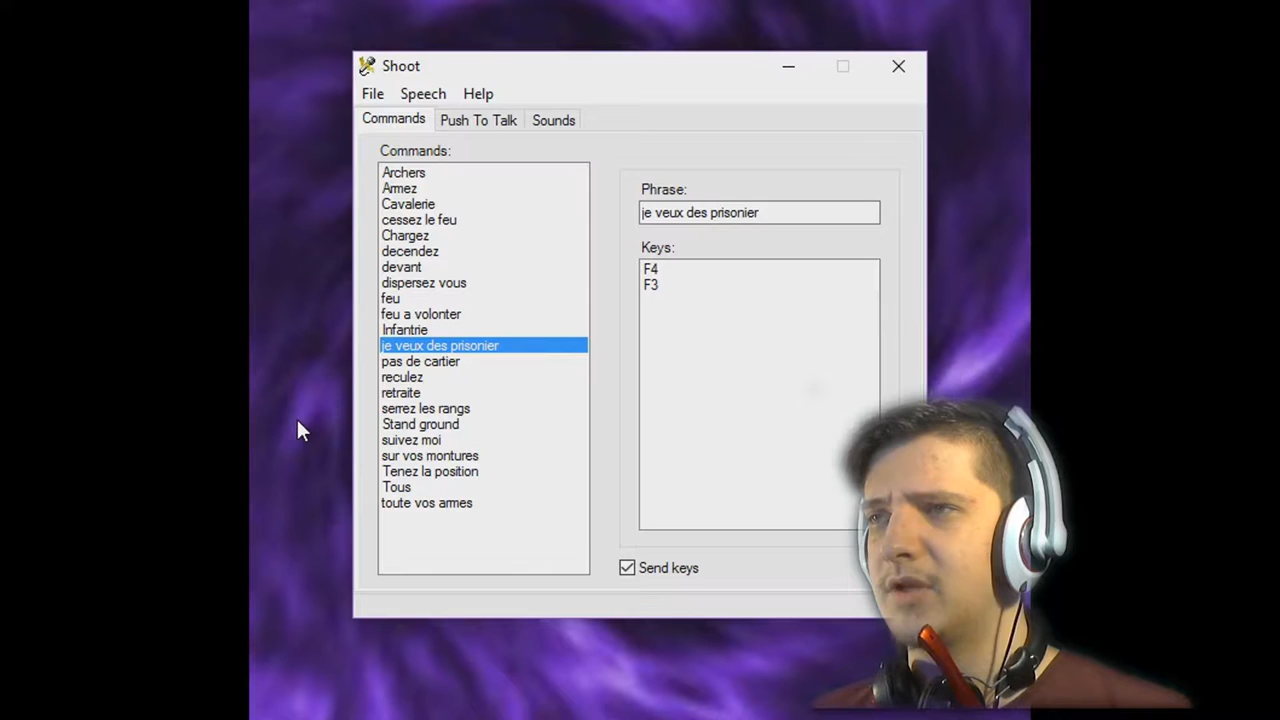 Shoot
File Speech Help
Commands Push To Talk Sounds
Commands:
Archers
Armez
Cavalerie
cessez le feu
Chargez
decendez
devant
dispersez vous
feu
feu a volonter
Infantrie
je veux des prisonier
pas de cartier
reculez
retraite
serrez les rangs
Stand ground
suivez moi
sur vos montures
Tenez la position
Tous
toute vos armes
Phrase:
je veux des prisonier
Keys:
F4
F3
Send keys